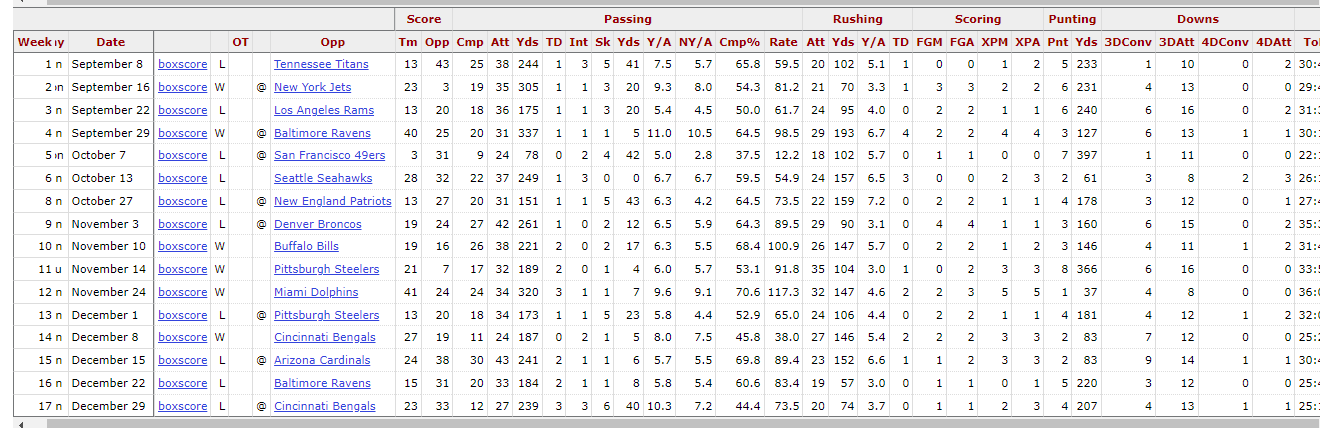 Score Passing Rushing Scoring Punting Downs
Week y Date OT Opp Tm Opp Cmp Att Yds TD Int Sk Yds Y/A NY/A Cmp% Rate Att Yds Y/A TD FGM FGA XPM XPA Pnt Yds 3DConv 3DAtt 4DConv 4DAtt
1 n September 8 boxscore L Tennessee Titans 13 43 25 38 244 1 3 5 41 7.5 5.7 65.8 59.5 20 102 5.1 1 0 0 1 2 5 233 1 10 0 2 30:4
2 n September 16 boxscore W @ New York Jets 23 3 19 35 305 1 1 3 20 9.3 8.0 54.3 81.2 21 70 3.3 1 3 3 2 2 6 231 4 13 0 0 29:4
3 n September 22 boxscore L Los Angeles Rams 13 20 18 36 175 1 1 3 20 5.4 4.5 50.0 61.7 24 95 4.0 0 2 2 1 1 6 240 6 16 0 2 31:3
4 n September 29 boxscore W @ Baltimore Ravens 40 25 20 31 337 1 1 1 5 11.0 10.5 64.5 98.5 29 193 6.7 4 2 2 4 4 3 127 6 13 1 1 30:1
5 n October 7 boxscore L @ San Francisco 49ers 3 31 9 24 78 0 2 4 42 5.0 2.8 37.5 12.2 18 102 5.7 0 1 1 0 0 7 397 1 11 0 0 22:1
6 n October 13 boxscore L Seattle Seahawks 28 32 22 37 249 1 3 0 0 6.7 6.7 59.5 54.9 24 157 6.5 3 0 0 2 3 2 61 3 8 2 3 26:1
8 n October 27 boxscore L @ New England Patriots 13 27 20 31 151 1 1 5 43 6.3 4.2 64.5 73.5 22 159 7.2 0 2 2 1 1 4 178 3 12 0 1 27:4
9 n November 3 boxscore L @ Denver Broncos 19 24 27 42 261 1 0 2 12 6.5 5.9 64.3 89.5 29 90 3.1 0 4 4 1 1 3 160 6 15 0 2 35:3
10 n November 10 boxscore W Buffalo Bills 19 16 26 38 221 2 0 2 17 6.3 5.5 68.4 100.9 26 147 5.7 0 2 2 1 2 3 146 4 11 1 2 31:4
11 u November 14 boxscore W Pittsburgh Steelers 21 7 17 32 189 2 0 1 4 6.0 5.7 53.1 91.8 35 104 3.0 1 0 2 3 3 8 366 6 16 0 0 33:5
12 n November 24 boxscore W Miami Dolphins 41 24 24 34 320 3 1 1 7 9.6 9.1 70.6 117.3 32 147 4.6 2 2 3 5 5 1 37 4 8 0 0 36:0
13 n December 1 boxscore L @ Pittsburgh Steelers 13 20 18 34 173 1 1 5 23 5.8 4.4 52.9 65.0 24 106 4.4 0 2 2 1 1 4 181 4 12 1 2 32:0
14 n December 8 boxscore W Cincinnati Bengals 27 19 11 24 187 0 2 1 5 8.0 7.5 45.8 38.0 27 146 5.4 2 2 2 3 3 2 83 7 12 0 0 25:2
15 n December 15 boxscore L @ Arizona Cardinals 24 38 30 43 241 2 1 1 6 5.7 5.5 69.8 89.4 23 152 6.6 1 1 2 3 3 2 83 9 14 1 1 30:4
16 n December 22 boxscore L Baltimore Ravens 15 31 20 33 184 2 1 1 8 5.8 5.4 60.6 83.4 19 57 3.0 0 1 1 0 1 5 220 3 12 0 0 25:4
17 n December 29 boxscore L @ Cincinnati Bengals 23 33 12 27 239 3 3 6 40 10.3 7.2 44.4 73.5 20 74 3.7 0 1 1 2 3 4 207 4 13 1 1 25:1